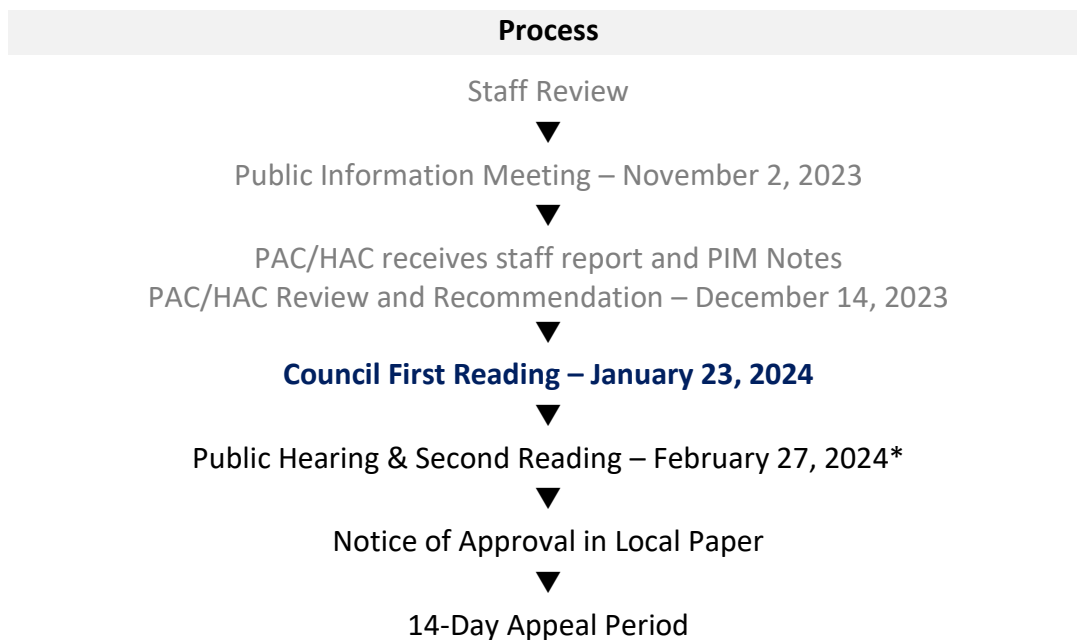 Process
Staff Review
Public Information Meeting – November 2, 2023
PAC/HAC receives staff report and PIM Notes
PAC/HAC Review and Recommendation – December 14, 2023
Council First Reading – January 23, 2024
Public Hearing & Second Reading – February 27, 2024*
Notice of Approval in Local Paper
14-Day Appeal Period